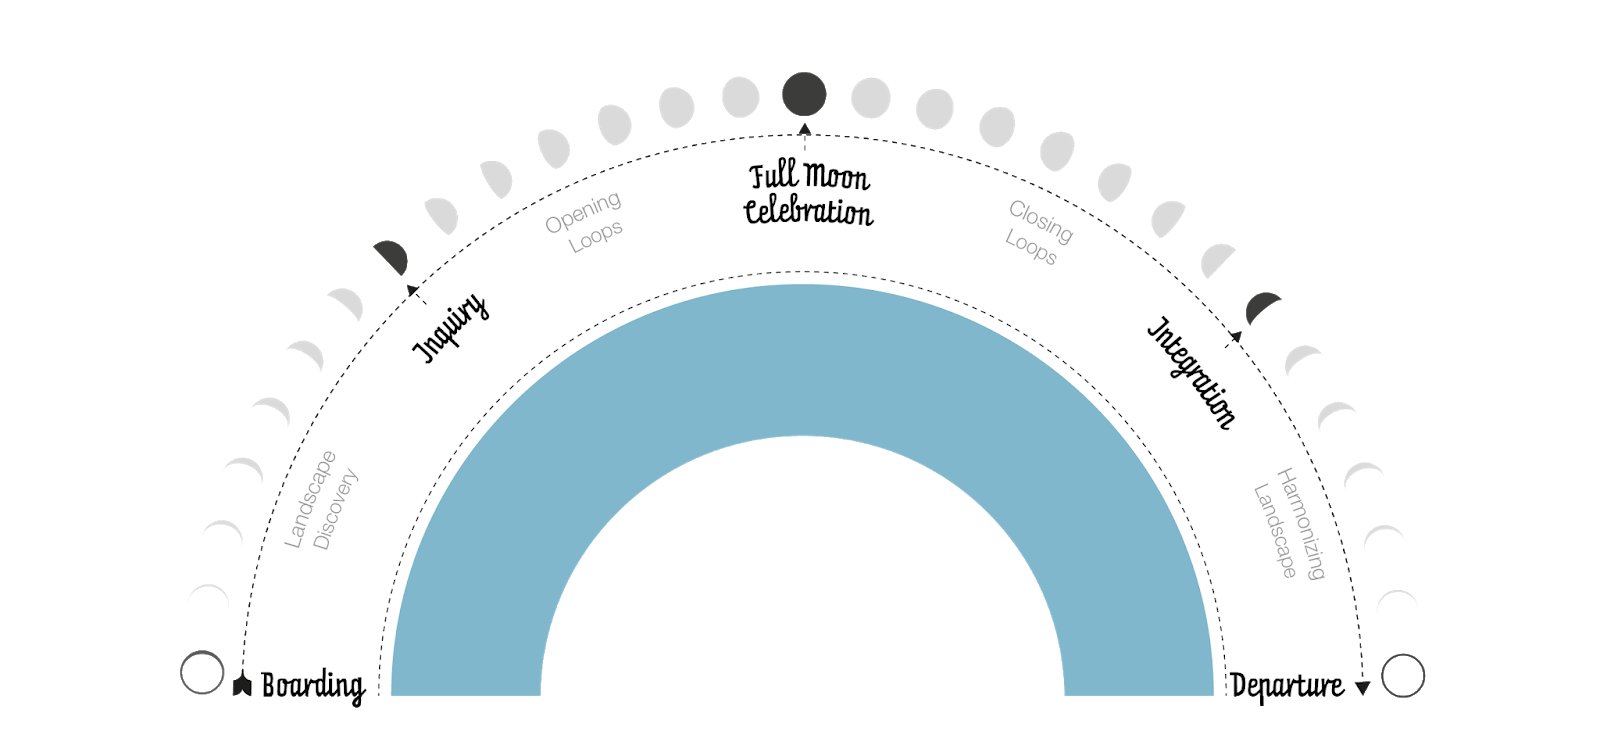 Boarding
Landscape
Discovery
Inquiry
Opening
Loops
Full Moon
Celebration
Closing
Loops
Integration
Harmonizing
Landscape
Departure